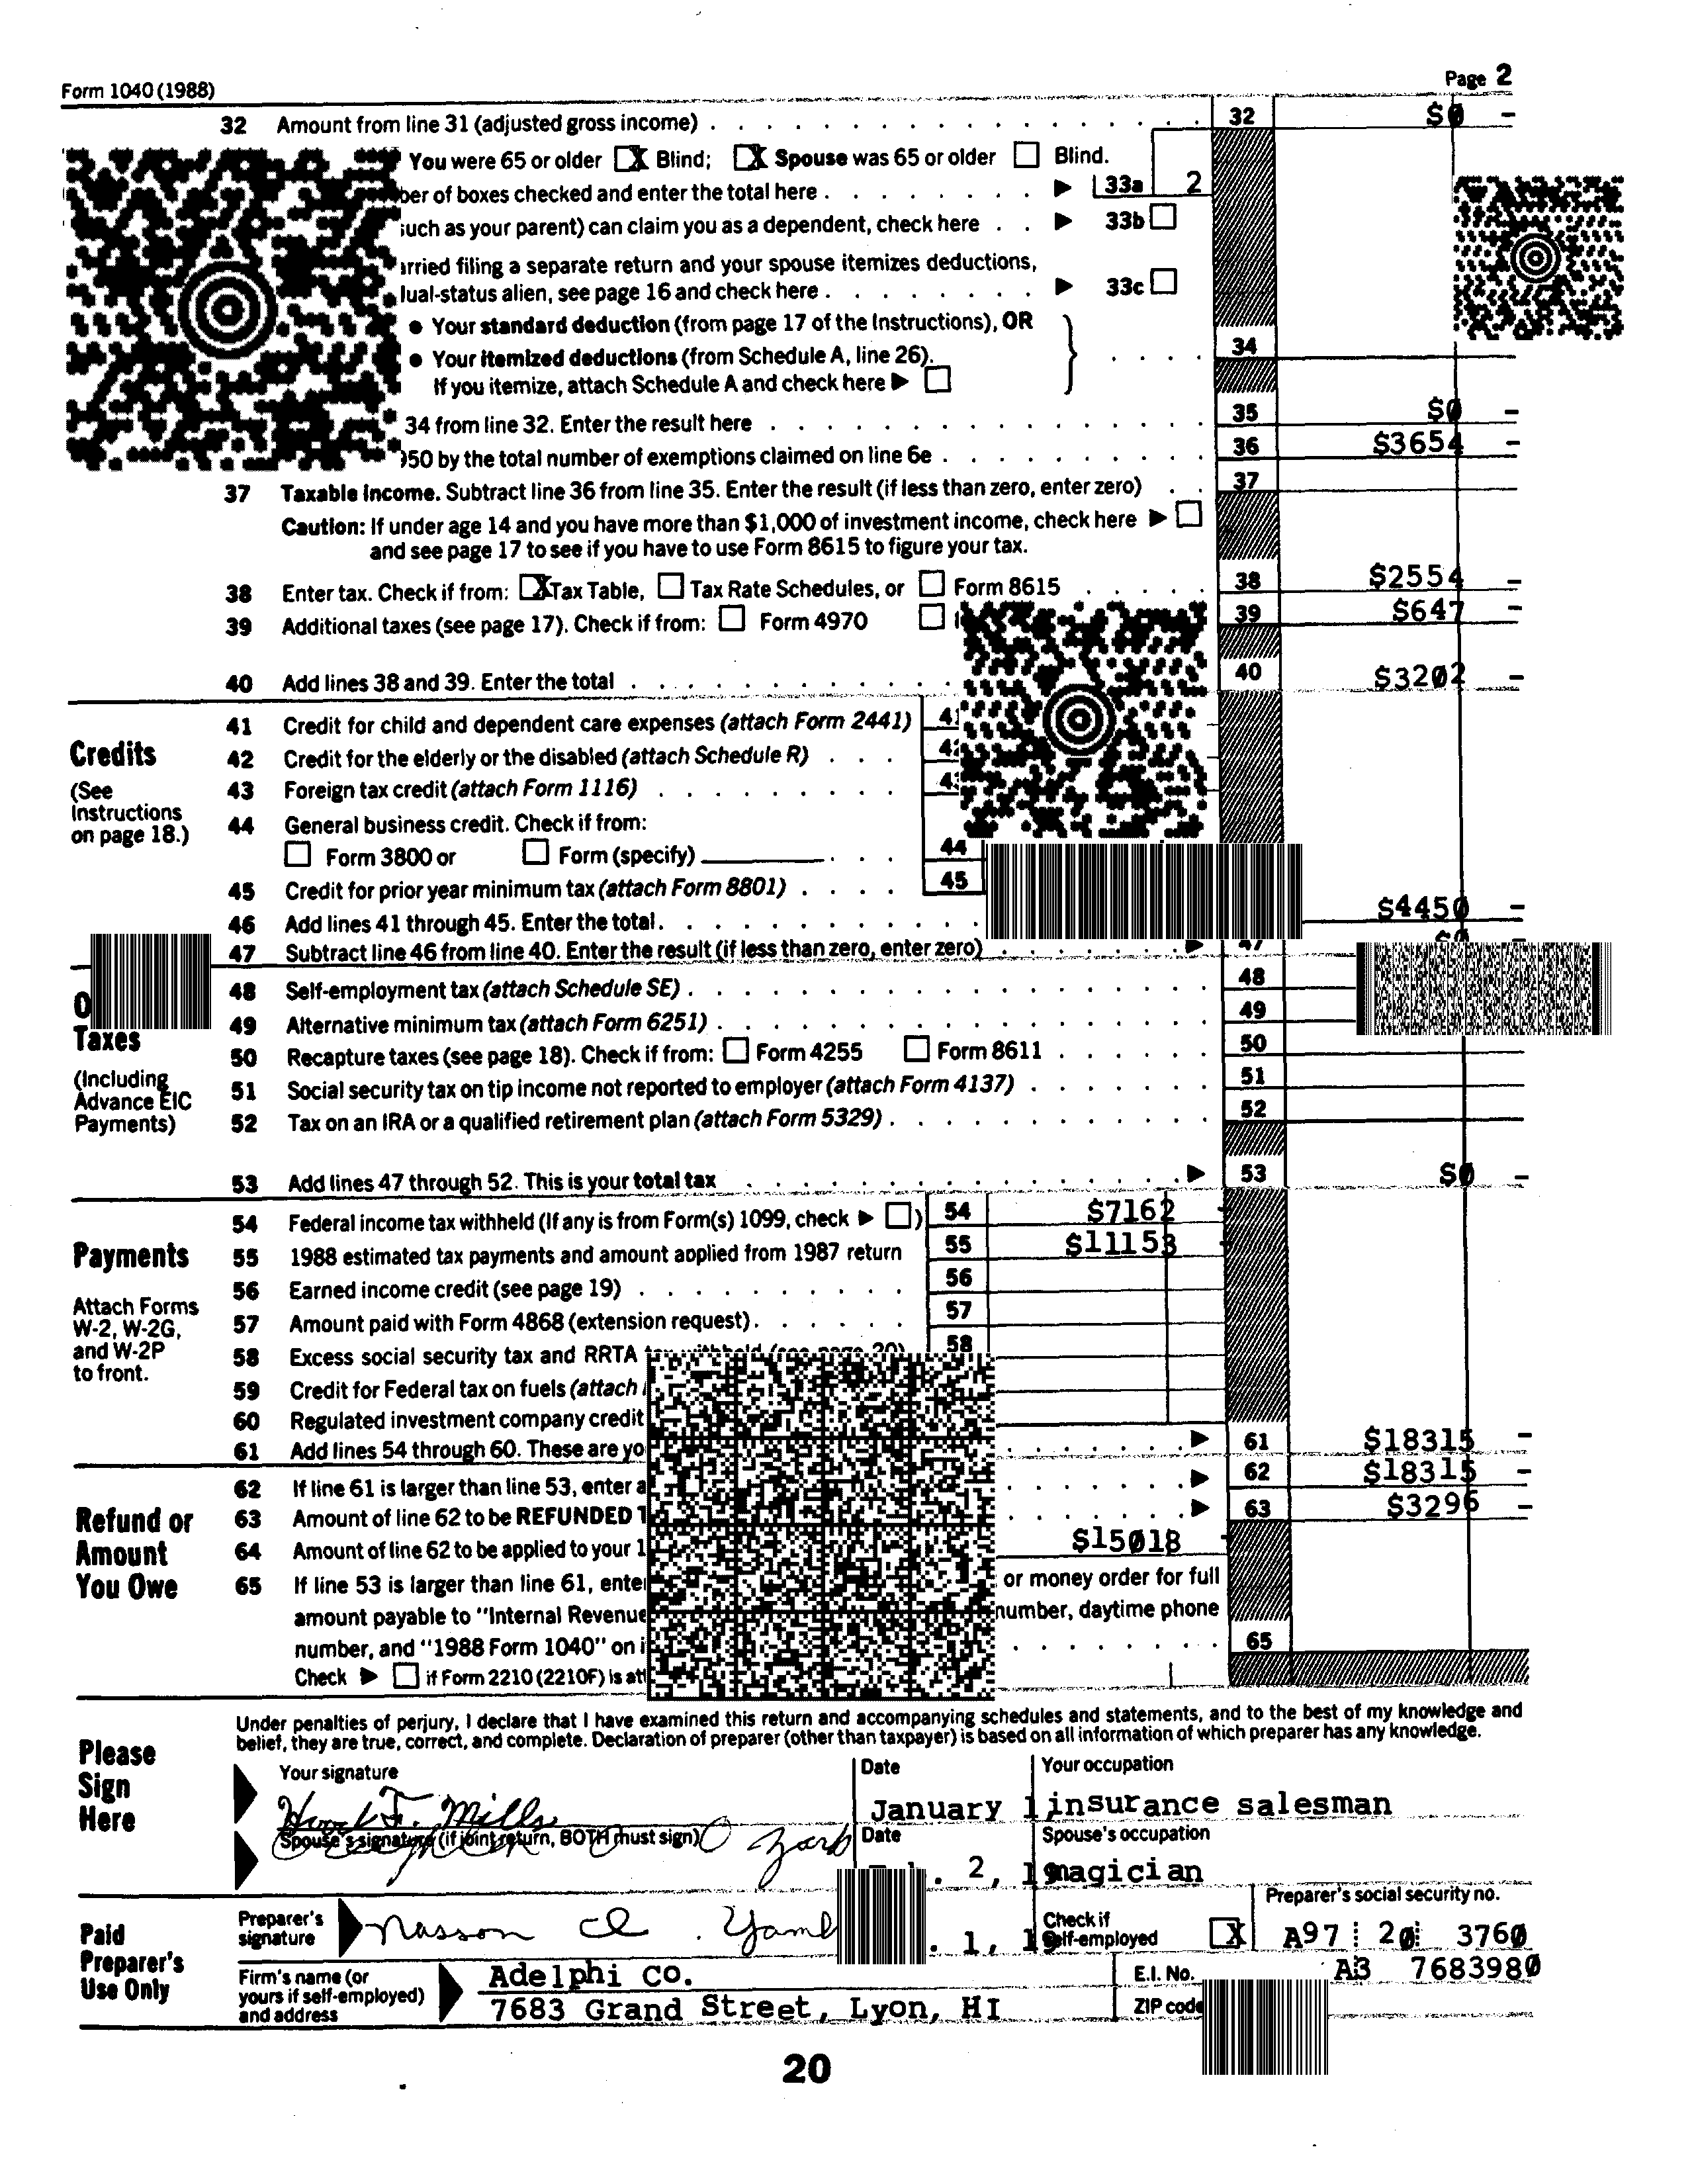 Form 1040 (1988) Page 2
32 Amount from line 31 (adjusted gross income) 32 $0 –
You were 65 or older X Blind; X Spouse was 65 or older Blind.
ber of boxes checked and enter the total here 33a 2
such as your parent) can claim you as a dependent, check here 33b
arried filing a separate return and your spouse itemizes deductions,
dual-status alien, see page 16 and check here 33c
● Your standard deduction (from page 17 of the Instructions), OR
● Your itemized deductions (from Schedule A, line 26). 34
If you itemize, attach Schedule A and check here
34 from line 32. Enter the result here 35 $0 –
950 by the total number of exemptions claimed on line 6e 36 $3654 –
37 Taxable income. Subtract line 36 from line 35. Enter the result (if less than zero, enter zero) 37
Caution: If under age 14 and you have more than $1,000 of investment income, check here
and see page 17 to see if you have to use Form 8615 to figure your tax.
38 Enter tax. Check if from: X Tax Table, Tax Rate Schedules, or Form 8615 38 $2554 –
39 Additional taxes (see page 17). Check if from: Form 4970 39 $647 –
40 Add lines 38 and 39. Enter the total 40 $3202 –
Credits
(See
Instructions
on page 18.)
41 Credit for child and dependent care expenses (attach Form 2441)
42 Credit for the elderly or the disabled (attach Schedule R)
43 Foreign tax credit (attach Form 1116)
44 General business credit. Check if from:
Form 3800 or Form (specify) 44
45 Credit for prior year minimum tax (attach Form 8801) 45
46 Add lines 41 through 45. Enter the total. $4450 –
47 Subtract line 46 from line 40. Enter the result (if less than zero, enter zero) 47 $0
Taxes
(Including
Advance EIC
Payments)
48 Self-employment tax (attach Schedule SE) 48
49 Alternative minimum tax (attach Form 6251) 49
50 Recapture taxes (see page 18). Check if from: Form 4255 Form 8611 50
51 Social security tax on tip income not reported to employer (attach Form 4137) 51
52 Tax on an IRA or a qualified retirement plan (attach Form 5329) 52
53 Add lines 47 through 52. This is your total tax 53 $0 –
Payments
Attach Forms
W-2, W-2G,
and W-2P
to front.
54 Federal income tax withheld (If any is from Form(s) 1099, check ) 54 $7162
55 1988 estimated tax payments and amount applied from 1987 return 55 $11153
56 Earned income credit (see page 19) 56
57 Amount paid with Form 4868 (extension request) 57
58 Excess social security tax and RRTA tax withheld (see page 20) 58
59 Credit for Federal tax on fuels (attach
60 Regulated investment company credit
61 Add lines 54 through 60. These are yo 61 $18315 –
Refund or
Amount
You Owe
62 If line 61 is larger than line 53, enter a 62 $18315 –
63 Amount of line 62 to be REFUNDED T 63 $3296 –
64 Amount of line 62 to be applied to your 1 $15018
65 If line 53 is larger than line 61, enter or money order for full
amount payable to "Internal Revenue number, daytime phone
number, and "1988 Form 1040" on i 65
Check if Form 2210 (2210F) is att
Under penalties of perjury, I declare that I have examined this return and accompanying schedules and statements, and to the best of my knowledge and
belief, they are true, correct, and complete. Declaration of preparer (other than taxpayer) is based on all information of which preparer has any knowledge.
Please
Sign
Here
Your signature Date Your occupation
F. Mills January 1, insurance salesman
Spouse's signature (if joint return, BOTH must sign) Date Spouse's occupation
Zark . 2, 19 magician
Preparer's social security no.
Paid
Preparer's
Use Only
Preparer's
signature Nasson Cl . Yamb . 1, 19 Check if
self-employed X A97 20 3760
Firm's name (or
yours if self-employed)
and address
Adelphi CO. E.I. No. A3 7683980
7683 Grand Street, Lyon, HI ZIP code
20